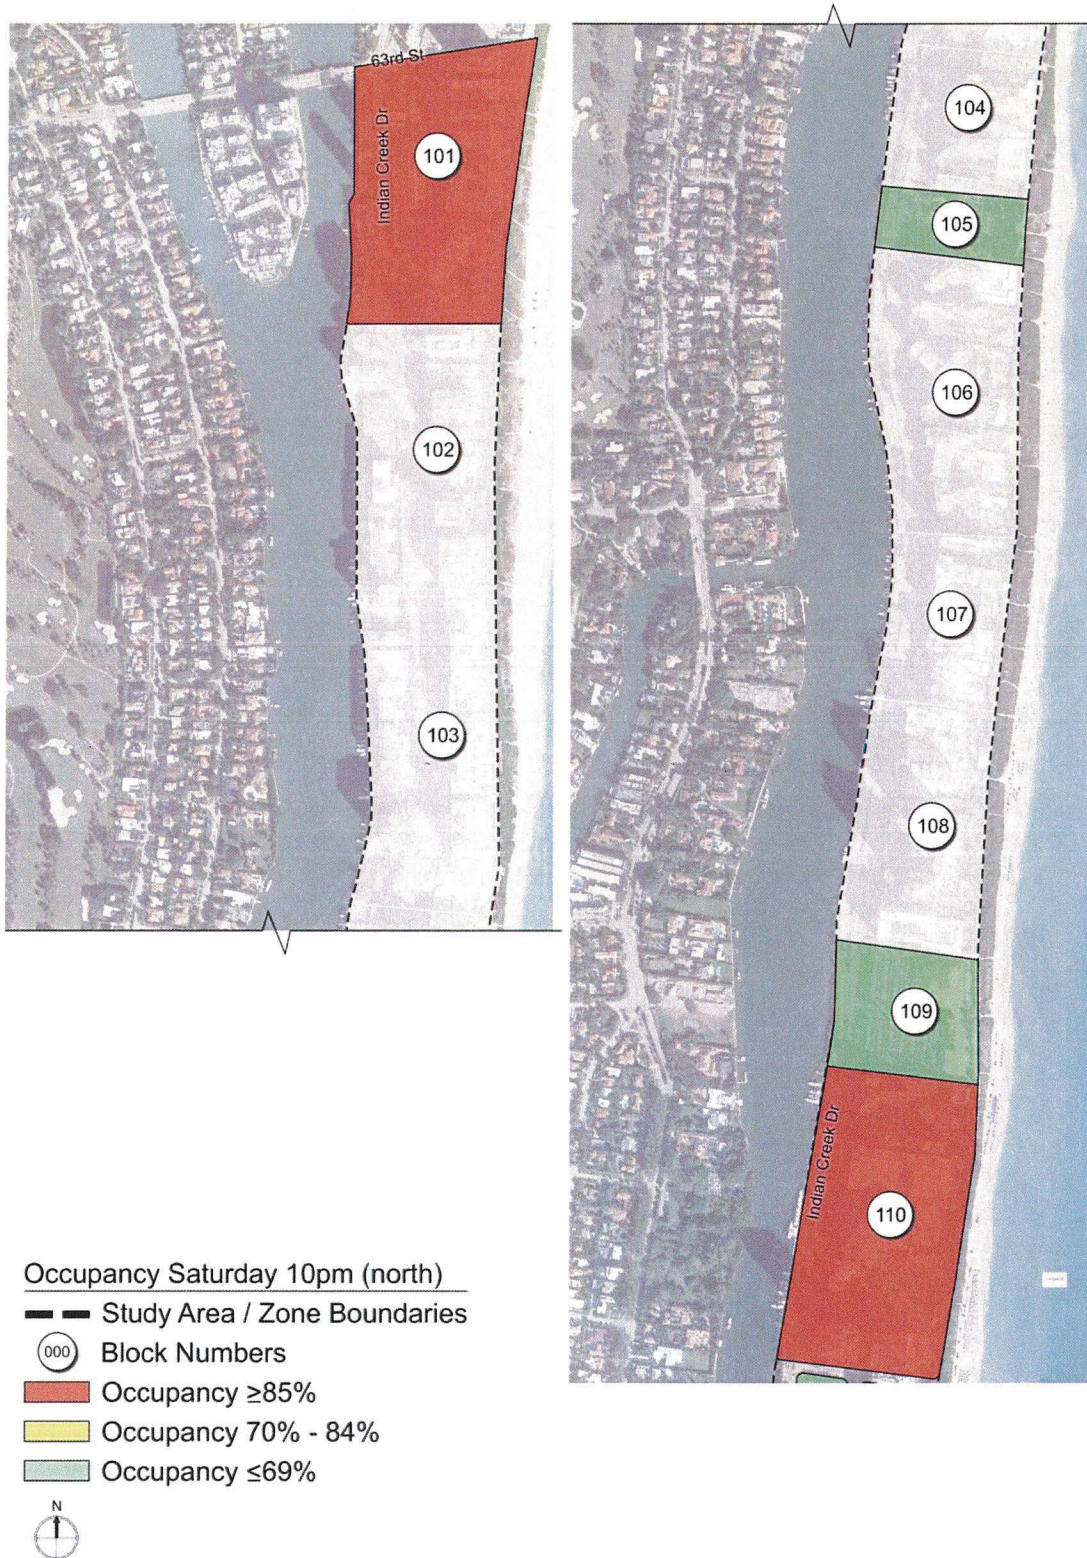 63rd St
Indian Creek Dr
101
102
103
104
105
106
107
108
109
Indian Creek Dr
110
Occupancy Saturday 10pm (north)
Study Area / Zone Boundaries
000 Block Numbers
Occupancy ≥85%
Occupancy 70% - 84%
Occupancy ≤69%
N